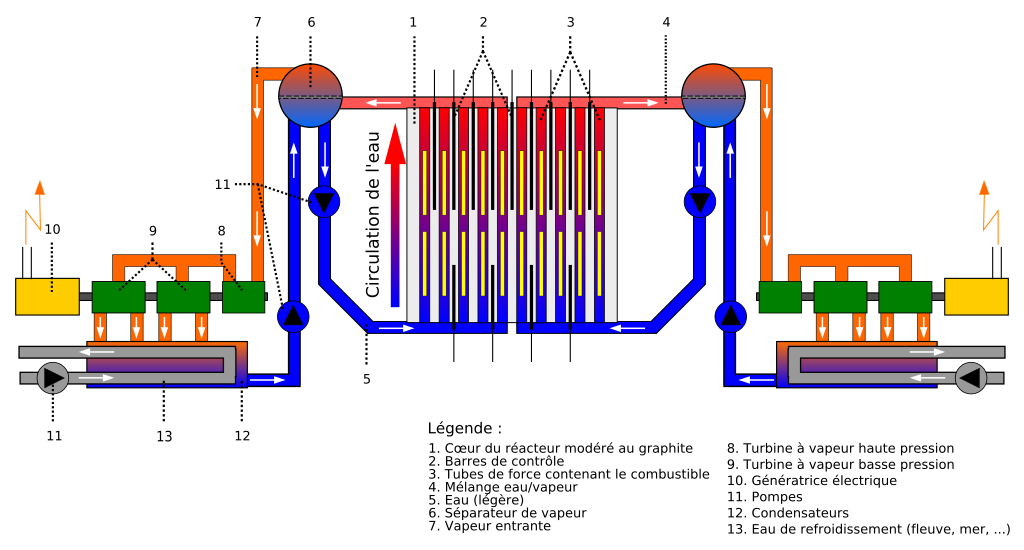 7
6
1
2
3
4
Circulation de l'eau
11
10
9
8
5
11
13
12
Légende :
1. Cœur du réacteur modéré au graphite
2. Barres de contrôle
3. Tubes de force contenant le combustible
4. Mélange eau/vapeur
5. Eau (légère)
6. Séparateur de vapeur
7. Vapeur entrante
8. Turbine à vapeur haute pression
9. Turbine à vapeur basse pression
10. Génératrice électrique
11. Pompes
12. Condensateurs
13. Eau de refroidissement (fleuve, mer, ...)